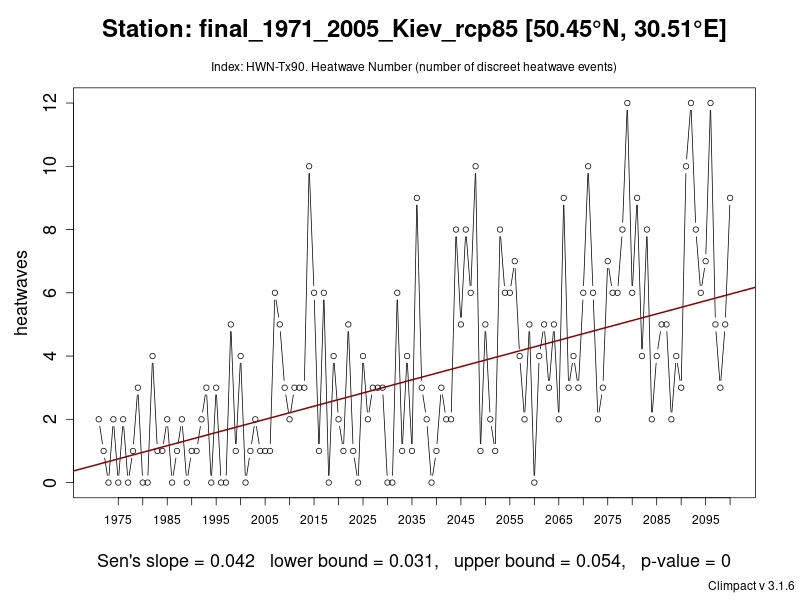 Station: final_1971_2005_Kiev_rcp85 [50.45°N, 30.51°E]
Index: HWN-Tx90. Heatwave Number (number of discreet heatwave events)
heatwaves
12
10
8
6
4
2
0
1975 1985 1995 2005 2015 2025 2035 2045 2055 2065 2075 2085 2095
Sen's slope = 0.042 lower bound = 0.031, upper bound = 0.054, p-value = 0
Climpact v 3.1.6